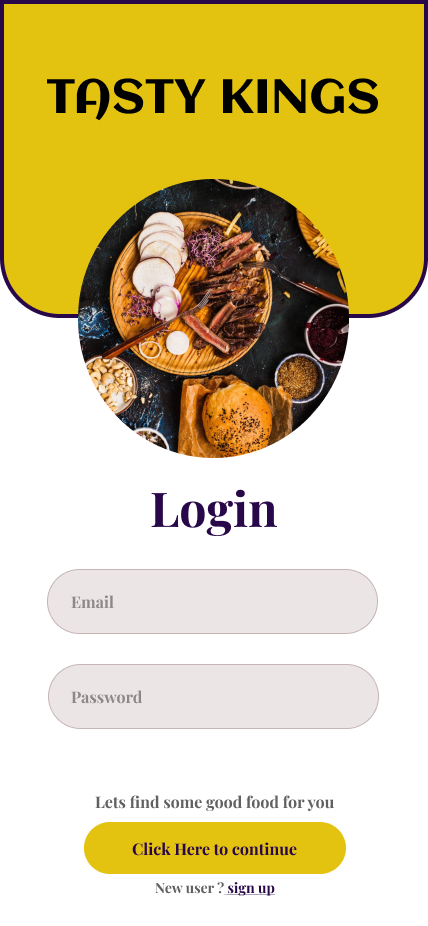 TASTY KINGS
Login
Email
Password
Lets find some good food for you
Click Here to continue
New user ? sign up